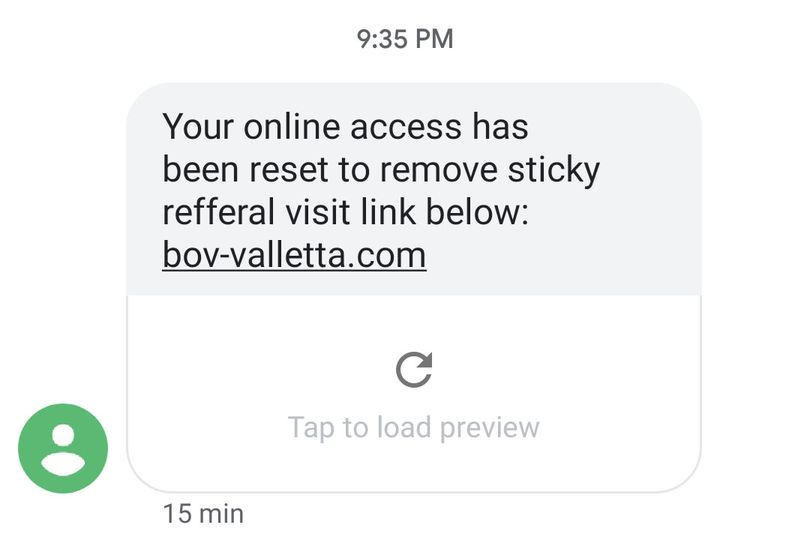 9:35 PM
Your online access has
been reset to remove sticky
refferal visit link below:
bov-valletta.com
Tap to load preview
15 min